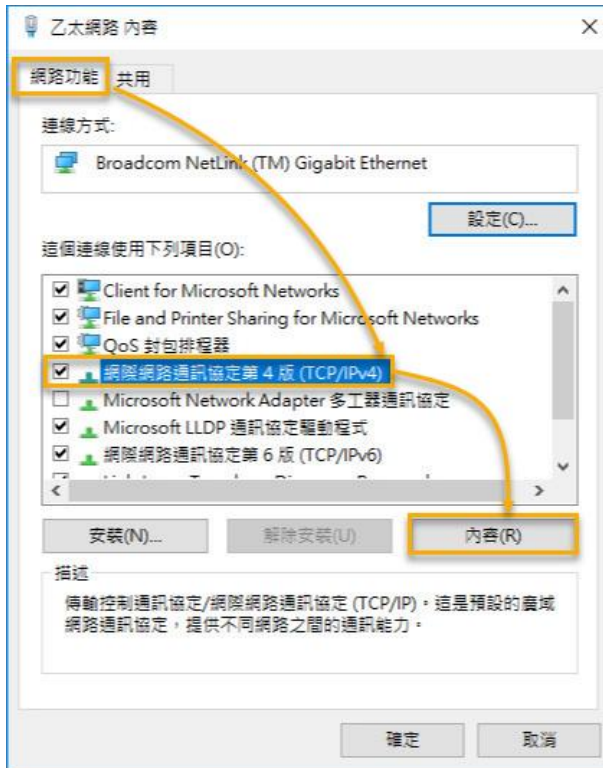 乙太網路 內容
網路功能 共用
連線方式:
Broadcom NetLink (TM) Gigabit Ethernet
設定(C)...
這個連線使用下列項目(O):
Client for Microsoft Networks
File and Printer Sharing for Microsoft Networks
QoS 封包排程器
網際網路通訊協定第 4 版 (TCP/IPv4)
Microsoft Network Adapter 多工器通訊協定
Microsoft LLDP 通訊協定驅動程式
網際網路通訊協定第 6 版 (TCP/IPv6)
安裝(N)... 解除安裝(U) 內容(R)
描述
傳輸控制通訊協定/網際網路通訊協定 (TCP/IP)。這是預設的廣域
網路通訊協定，提供不同網路之間的通訊能力。
確定 取消